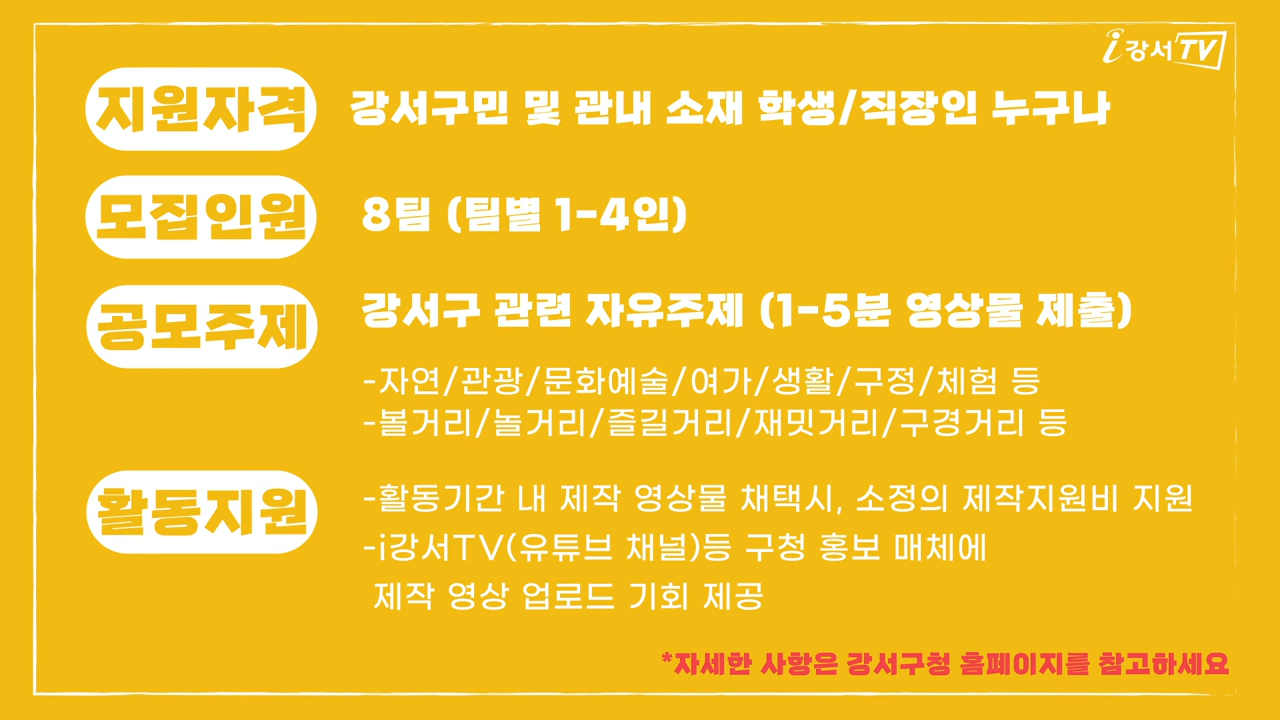 i강서TV
지원자격 강서구민 및 관내 소재 학생/직장인 누구나
모집인원 8팀 (팀별 1-4인)
공모주제 강서구 관련 자유주제 (1-5분 영상물 제출)
-자연/관광/문화예술/여가/생활/구정/체험 등
-볼거리/놀거리/즐길거리/재밋거리/구경거리 등
활동지원 -활동기간 내 제작 영상물 채택시, 소정의 제작지원비 지원
-i강서TV(유튜브 채널)등 구청 홍보 매체에
제작 영상 업로드 기회 제공
*자세한 사항은 강서구청 홈페이지를 참고하세요